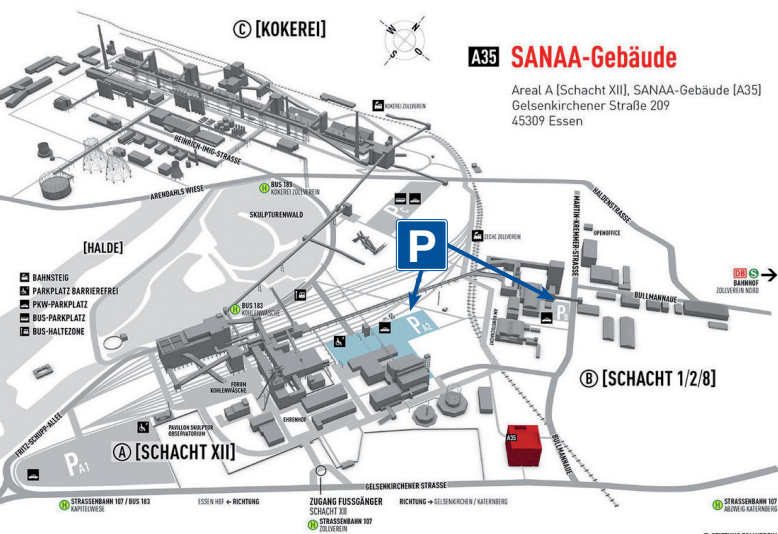 Ⓒ [KOKEREI]
N
W
O
S
A35 SANAA-Gebäude
Areal A [Schacht XII], SANAA-Gebäude [A35]
Gelsenkirchener Straße 209
45309 Essen
KOKEREI ZOLLVEREIN
HEINRICH-IMIG-STRASSE
ARENDAHLS WIESE
H BUS 183
KOKEREI ZOLLVEREIN
SKULPTURENWALD
P C
HALDENSTRASSE
MARTIN-KREMMER-STRASSE
OPENOFFICE
[HALDE]
P
ZECHE ZOLLVEREIN
BAHNSTEIG
PARKPLATZ BARRIEREFREI
PKW-PARKPLATZ
BUS-PARKPLATZ
BUS-HALTEZONE
DB S
BAHNHOF
ZOLLVEREIN NORD
BULLMANNAUE
H BUS 183
KOHLENWÄSCHE
P A2
P
FORUM
KOHLENWÄSCHE
Ⓑ [SCHACHT 1/2/8]
FRITZ-SCHUPP-ALLEE
PAVILLON SKULPTUR
OBSERVATORIUM
EHRENHOF
A35
BULLMANNAUE
Ⓐ [SCHACHT XII]
P A1
GELSENKIRCHENER STRASSE
H STRASSENBAHN 107 / BUS 183
KAPITELWIESE
ESSEN HBF ← RICHTUNG
ZUGANG FUSSGÄNGER
SCHACHT XII
H STRASSENBAHN 107
ZOLLVEREIN
RICHTUNG → GELSENKIRCHEN / KATERNBERG
H STRASSENBAHN 107
ABZWEIG KATERNBERG